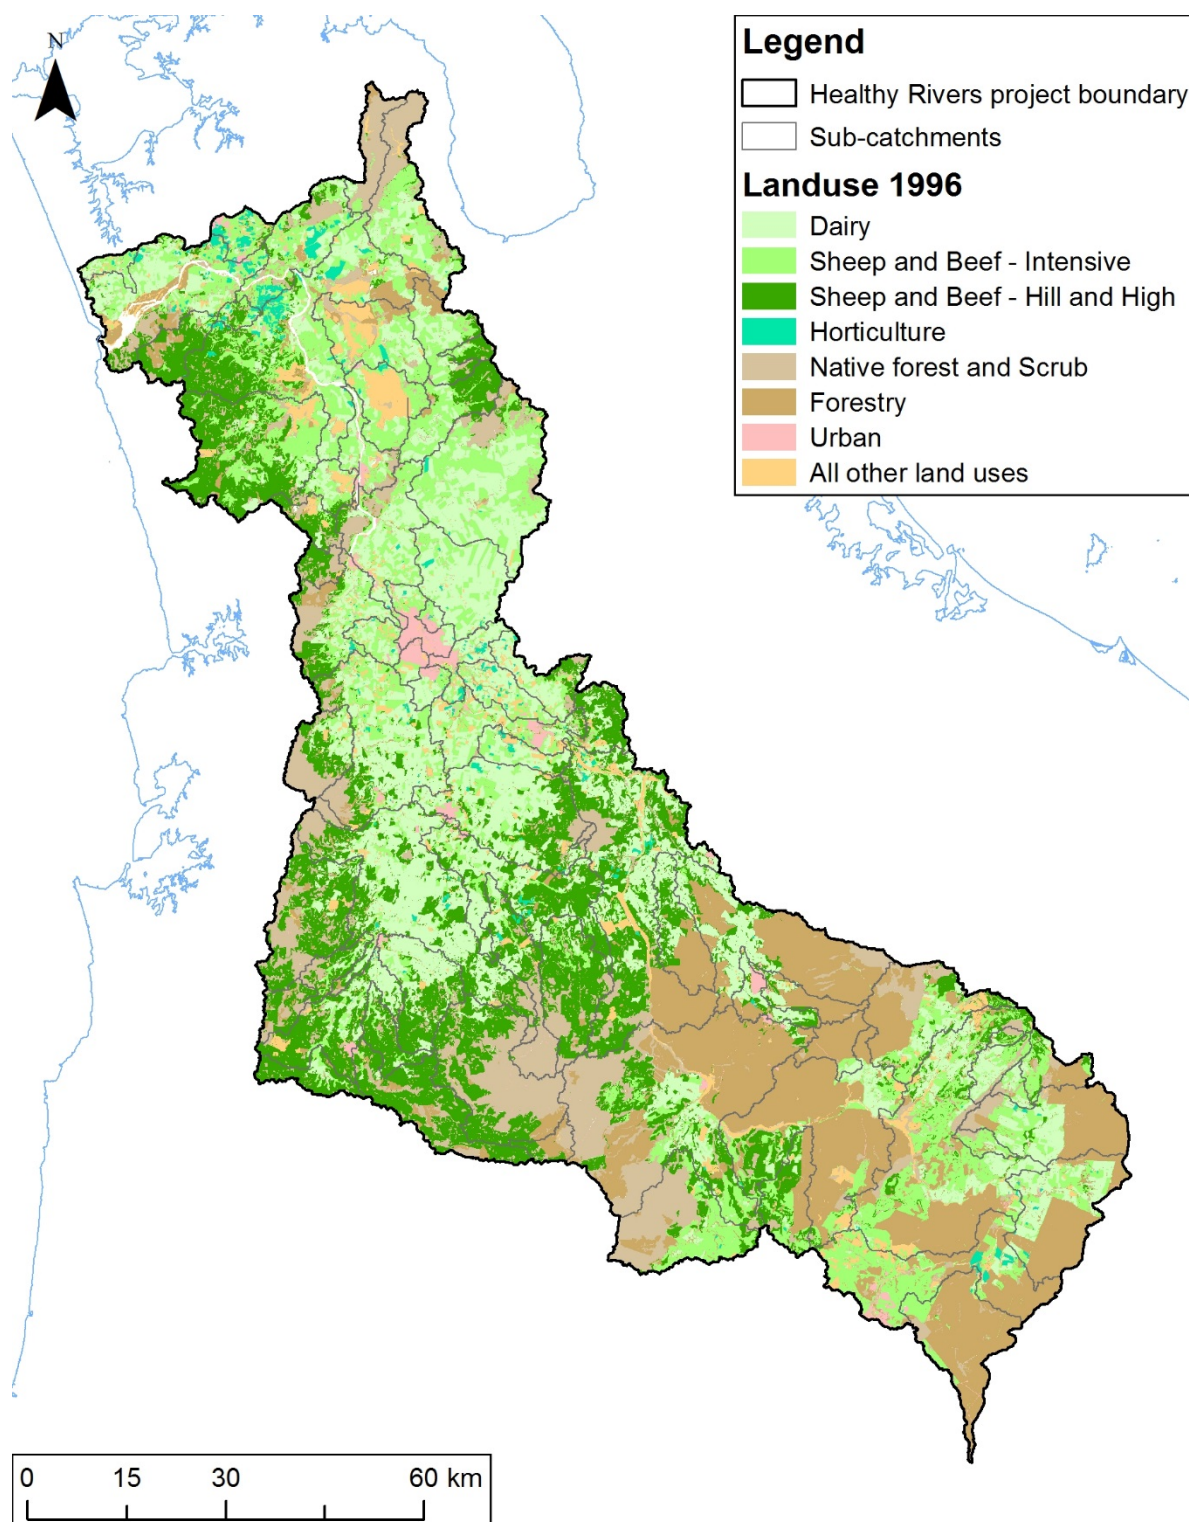 N
Legend
Healthy Rivers project boundary
Sub-catchments
Landuse 1996
Dairy
Sheep and Beef - Intensive
Sheep and Beef - Hill and High
Horticulture
Native forest and Scrub
Forestry
Urban
All other land uses
0 15 30 60 km